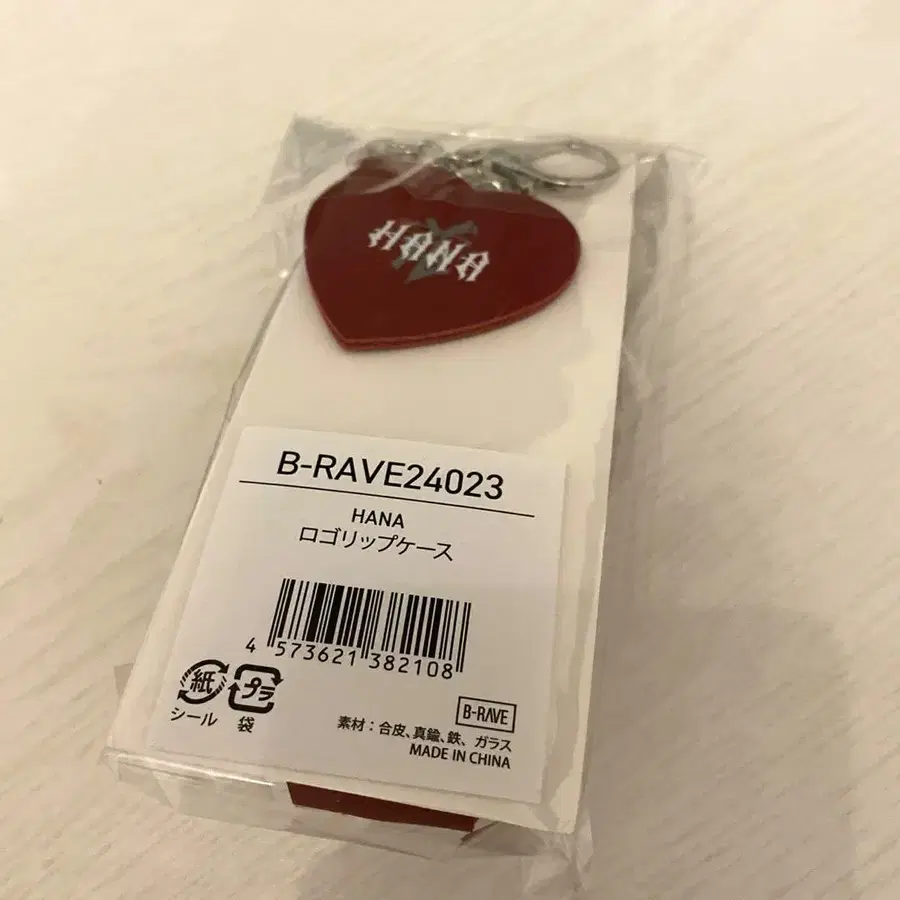 HANA
B-RAVE24023
HANA
ロゴリップケース
4 573621 382108
紙 プラ
シール 袋
B-RAVE
素材：合皮、真鍮、鉄、ガラス
MADE IN CHINA